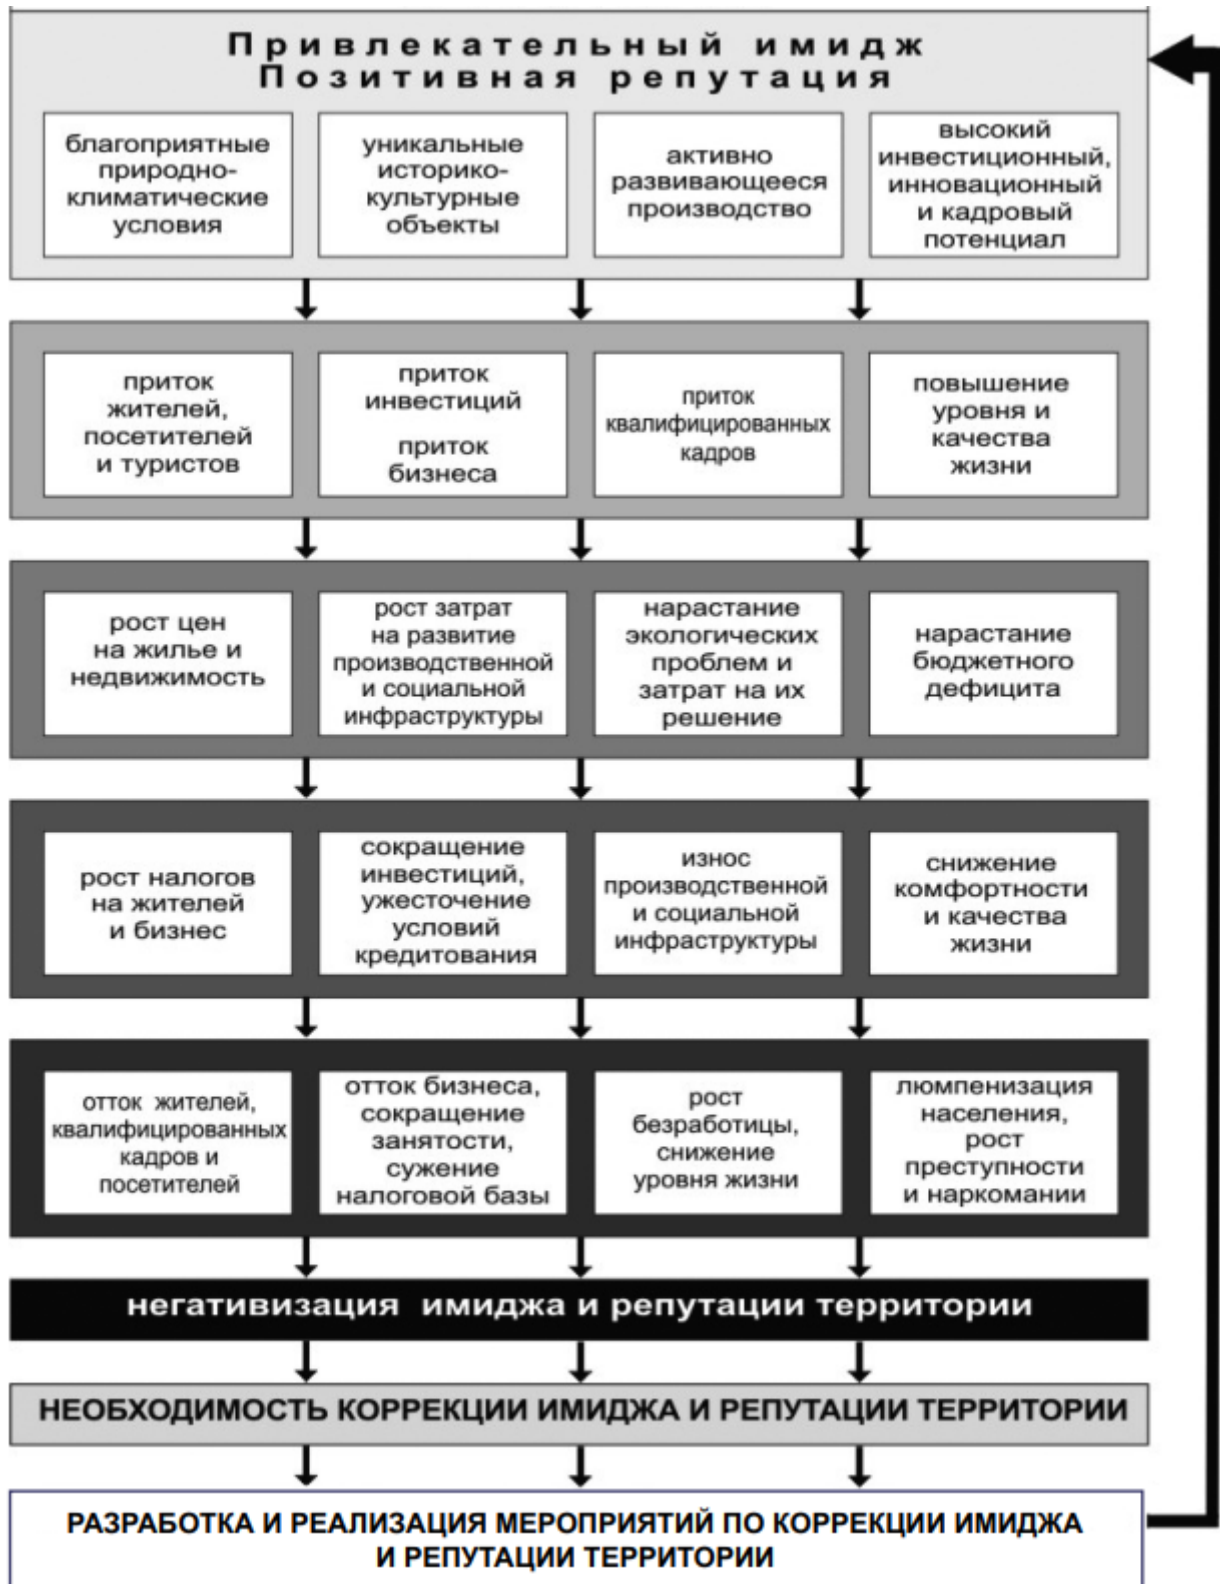 Привлекательный имидж
Позитивная репутация
благоприятные
природно-
климатические
условия
уникальные
историко-
культурные
объекты
активно
развивающееся
производство
высокий
инвестиционный,
инновационный
и кадровый
потенциал
приток
жителей,
посетителей
и туристов
приток
инвестиций
приток
бизнеса
приток
квалифицированных
кадров
повышение
уровня и
качества
жизни
рост цен
на жилье и
недвижимость
рост затрат
на развитие
производственной
и социальной
инфраструктуры
нарастание
экологических
проблем и
затрат на их
решение
нарастание
бюджетного
дефицита
рост налогов
на жителей
и бизнес
сокращение
инвестиций,
ужесточение
условий
кредитования
износ
производственной
и социальной
инфраструктуры
снижение
комфортности
и качества
жизни
отток жителей,
квалифицированных
кадров и
посетителей
отток бизнеса,
сокращение
занятости,
сужение
налоговой базы
рост
безработицы,
снижение
уровня жизни
люмпенизация
населения,
рост
преступности
и наркомании
негативизация имиджа и репутации территории
НЕОБХОДИМОСТЬ КОРРЕКЦИИ ИМИДЖА И РЕПУТАЦИИ ТЕРРИТОРИИ
РАЗРАБОТКА И РЕАЛИЗАЦИЯ МЕРОПРИЯТИЙ ПО КОРРЕКЦИИ ИМИДЖА
И РЕПУТАЦИИ ТЕРРИТОРИИ